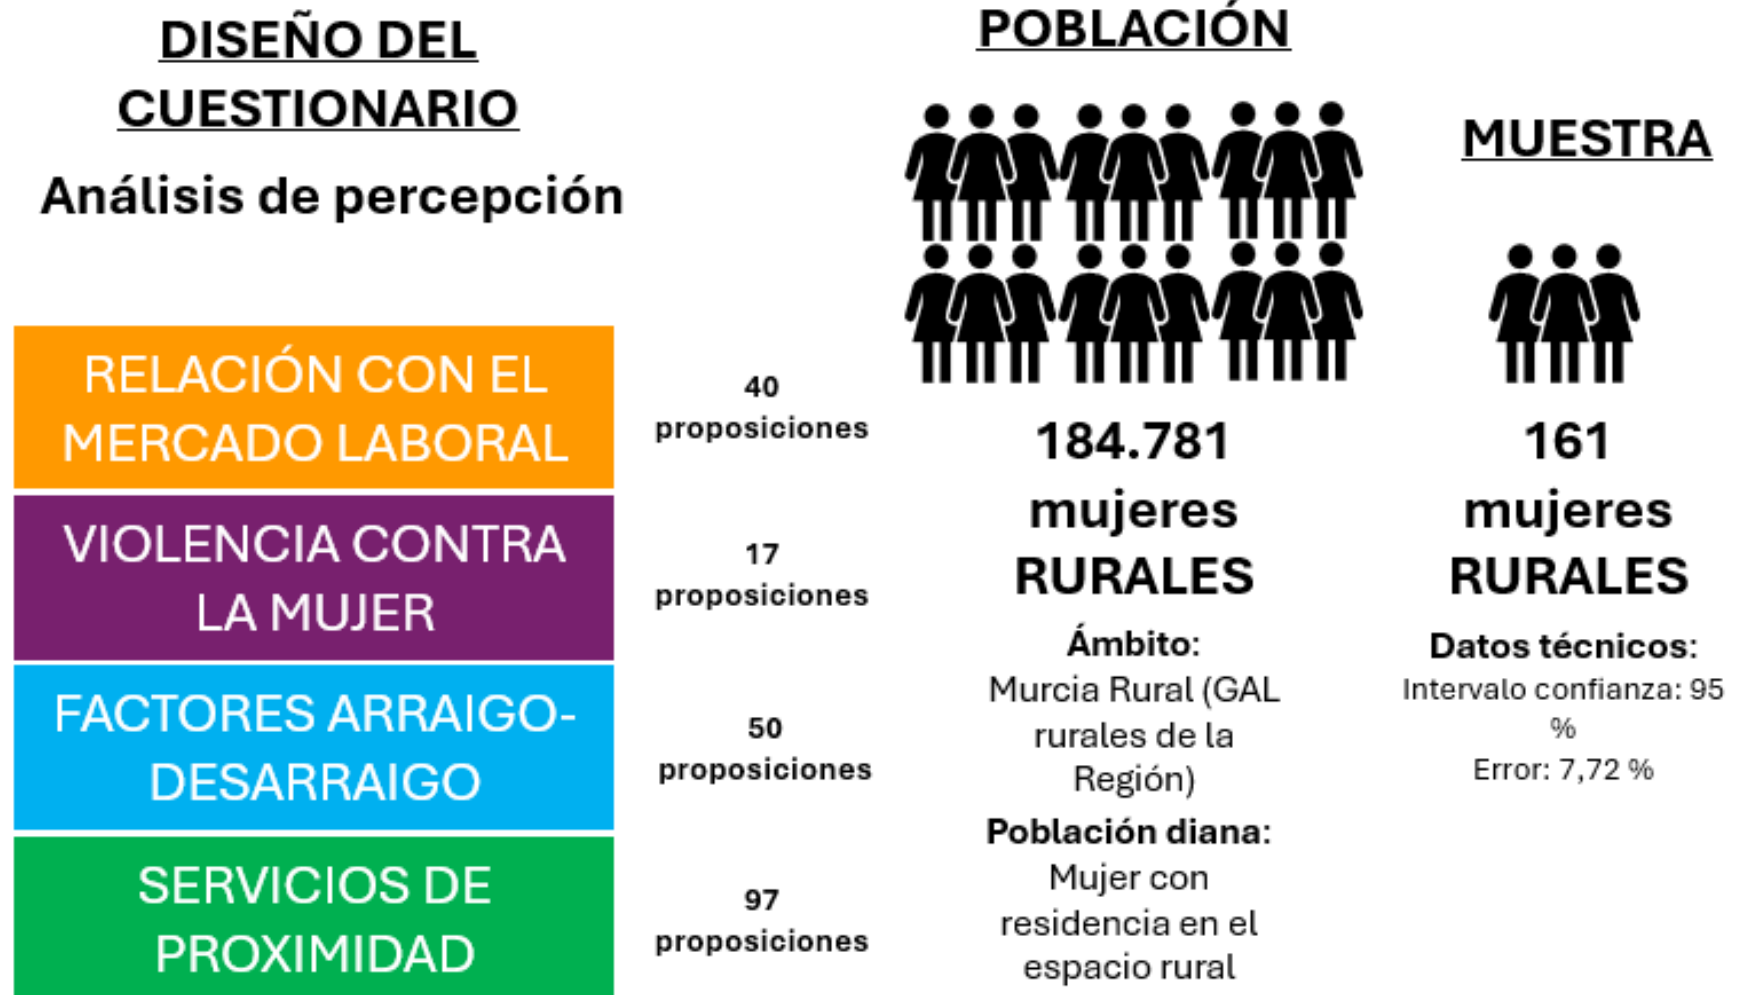 DISEÑO DEL
CUESTIONARIO
Análisis de percepción
RELACIÓN CON EL
MERCADO LABORAL
40
proposiciones
VIOLENCIA CONTRA
LA MUJER
17
proposiciones
FACTORES ARRAIGO-
DESARRAIGO
50
proposiciones
SERVICIOS DE
PROXIMIDAD
97
proposiciones
POBLACIÓN
184.781
mujeres
RURALES
Ámbito:
Murcia Rural (GAL
rurales de la
Región)
Población diana:
Mujer con
residencia en el
espacio rural
MUESTRA
161
mujeres
RURALES
Datos técnicos:
Intervalo confianza: 95
%
Error: 7,72 %